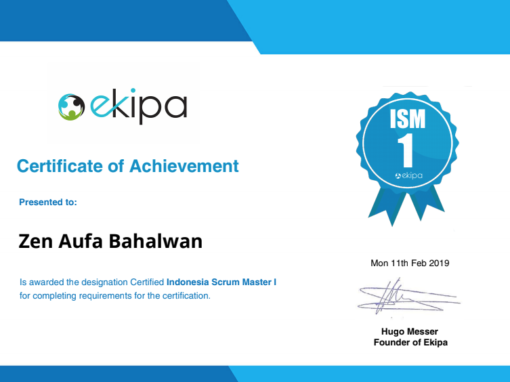 ekipa
Certificate of Achievement
Presented to:
Zen Aufa Bahalwan
Is awarded the designation Certified Indonesia Scrum Master I
for completing requirements for the certification.
ISM
1
ekipa
Mon 11th Feb 2019
Hugo Messer
Founder of Ekipa